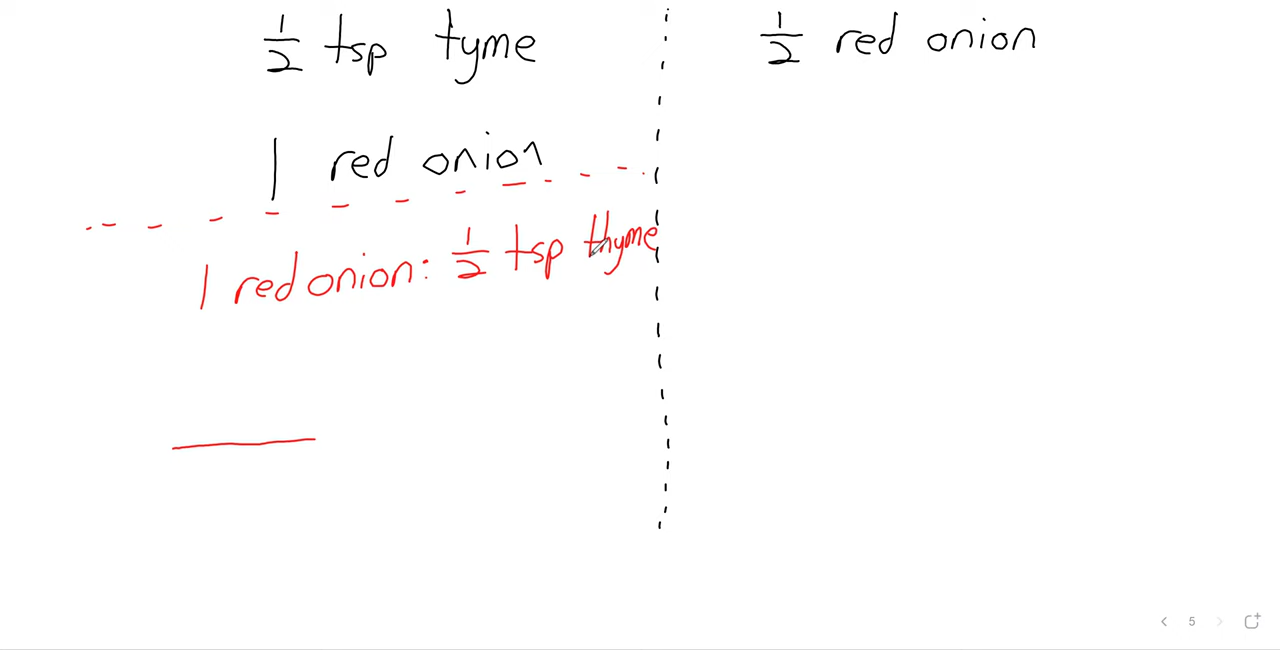 1/2 tsp tyme
1 red onion
1 red onion: 1/2 tsp thyme
1/2 red onion
5